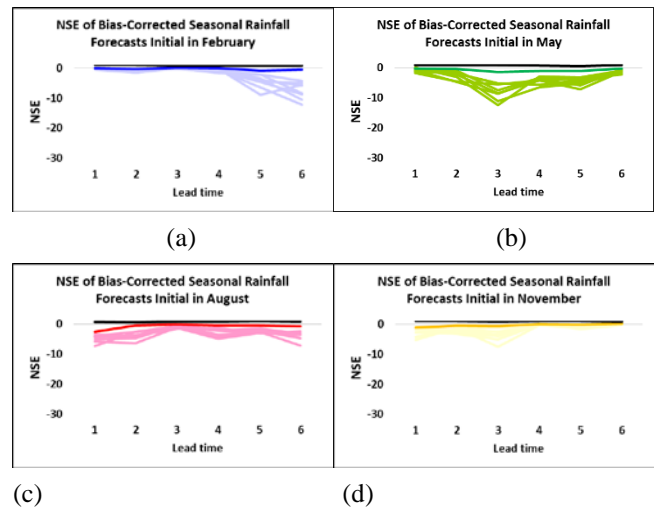 NSE of Bias-Corrected Seasonal Rainfall
Forecasts Initial in February
0
-10
-20
-30
NSE
1 2 3 4 5 6
Lead time
(a)
NSE of Bias-Corrected Seasonal Rainfall
Forecasts Initial in May
0
-10
-20
-30
NSE
1 2 3 4 5 6
Lead time
(b)
NSE of Bias-Corrected Seasonal Rainfall
Forecasts Initial in August
0
-10
-20
-30
NSE
1 2 3 4 5 6
Lead time
(c)
NSE of Bias-Corrected Seasonal Rainfall
Forecasts Initial in November
0
-10
-20
-30
NSE
1 2 3 4 5 6
Lead time
(d)